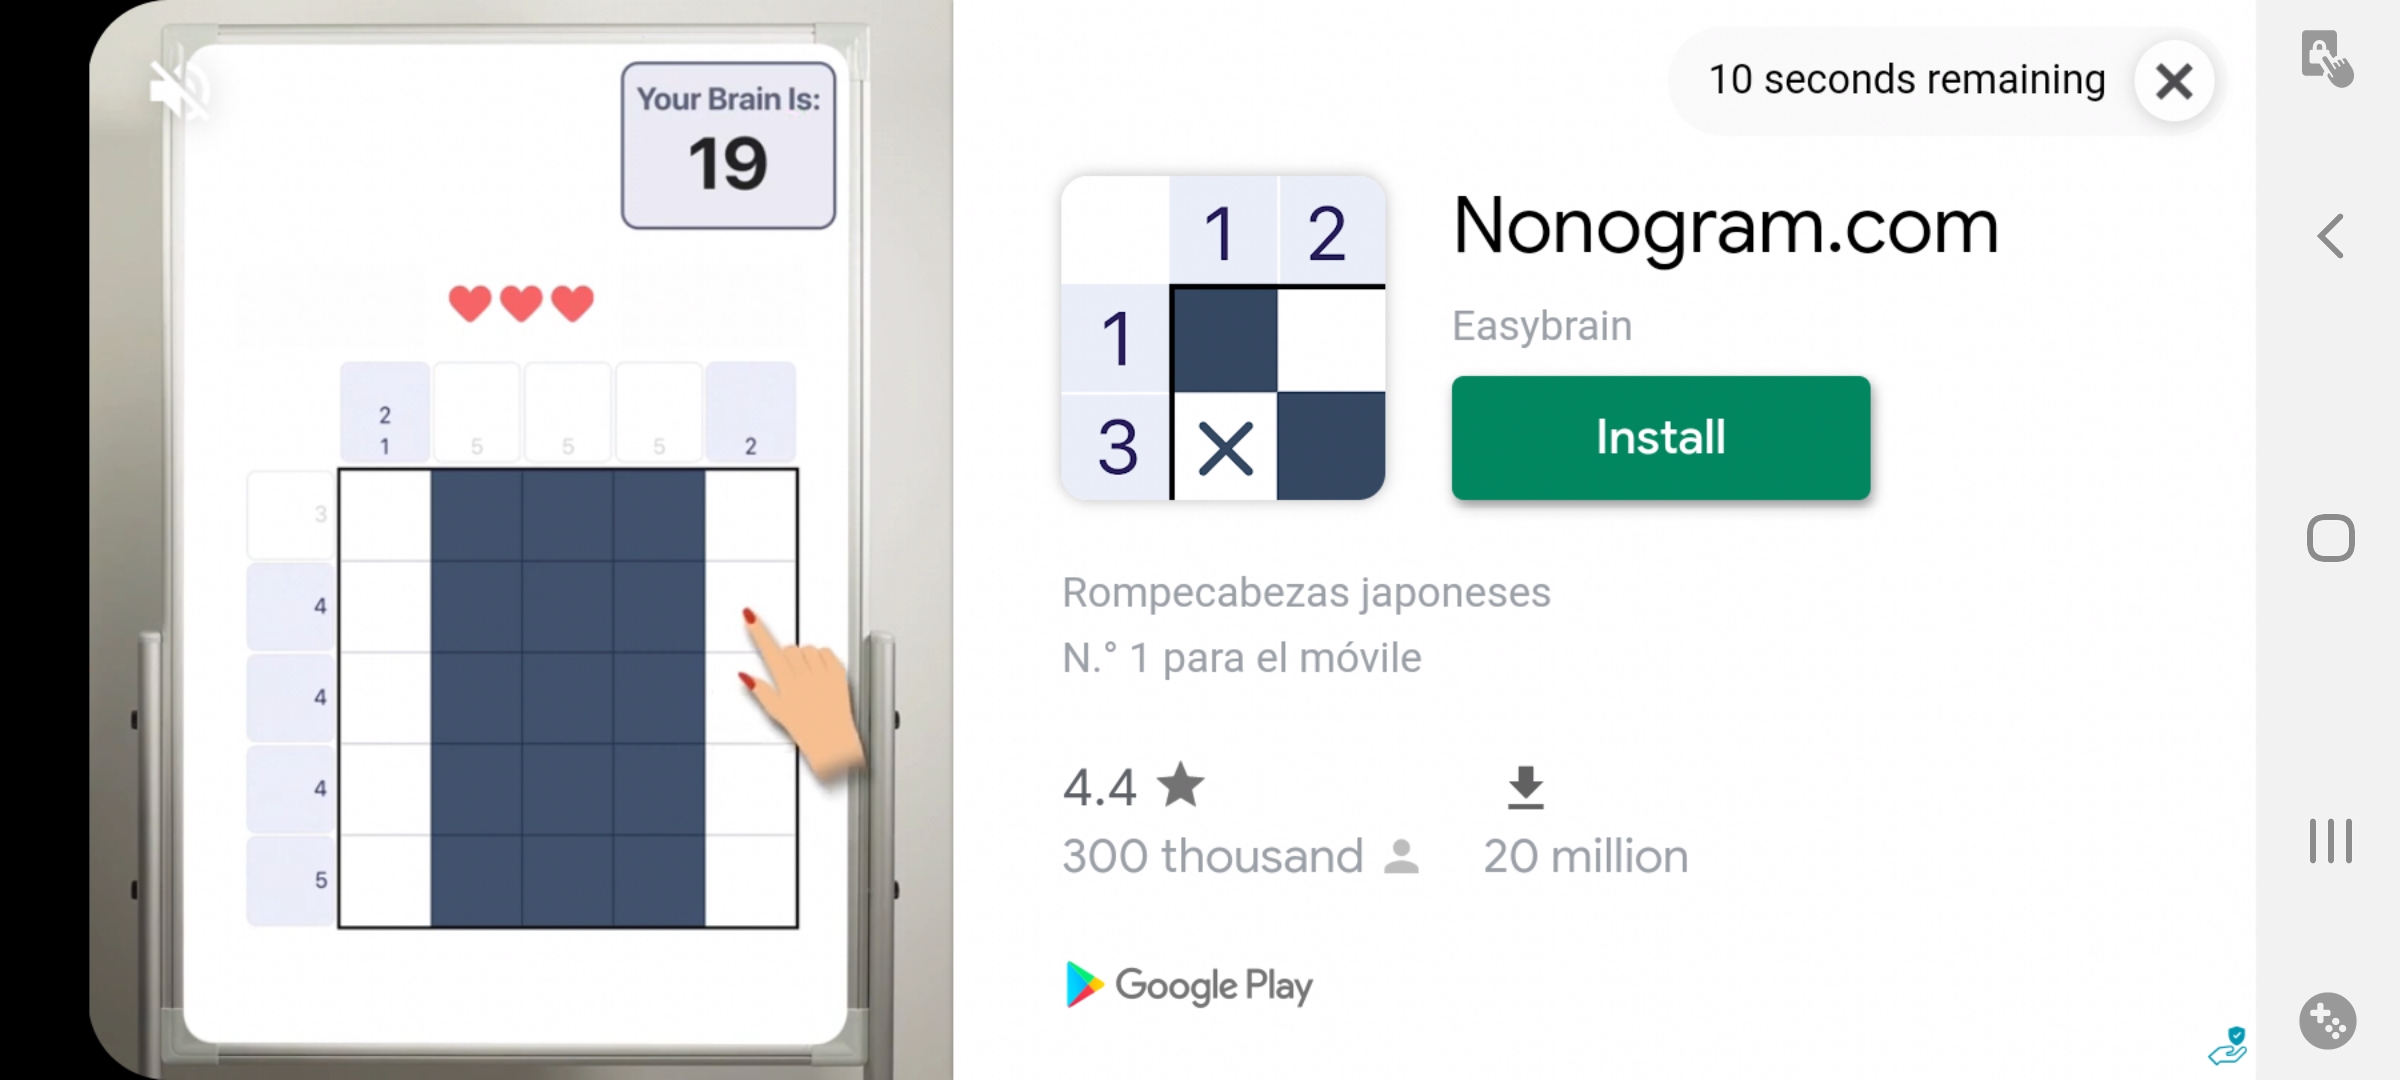 Your Brain Is:
19
2
1
5
5
5
2
3
4
4
4
5
10 seconds remaining
1 2
1
3
Nonogram.com
Easybrain
Install
Rompecabezas japoneses
N.° 1 para el móvile
4.4
300 thousand
20 million
Google Play